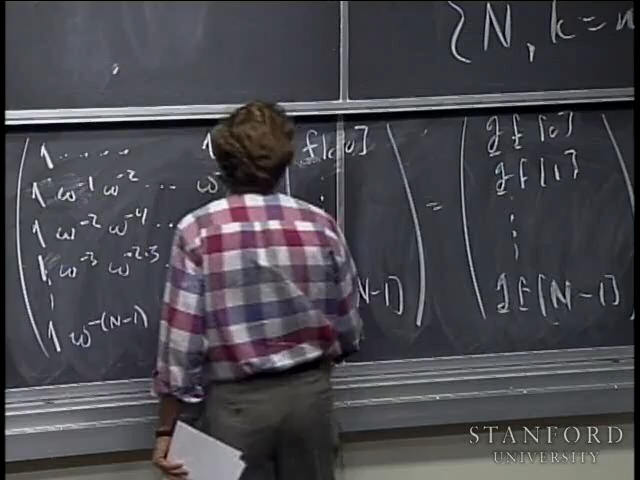 {N, k=
1 ..... 1 f[0]
1 ω^-1 ω^-2 ... ω
1 ω^-2 ω^-4 ...
1 ω^-3 ω^-2·3
1 ω^-(N-1) N-1]
=
ℱf[0]
ℱf[1]
ℱf[N-1]
STANFORD
UNIVERSITY